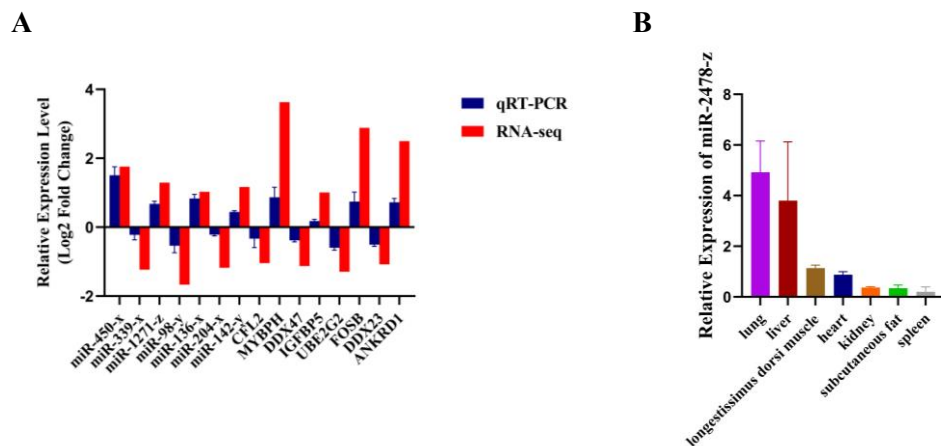 A
Relative Expression Level
(Log2 Fold Change)
4
2
0
-2
miR-450-x
miR-339-x
miR-1271-z
miR-98-y
miR-136-x
miR-204-x
miR-142-y
CFL2
MYBPH
DDX47
IGFBP5
UBE2G2
FOSB
DDX23
ANKRD1
qRT-PCR
RNA-seq
B
Relative Expression of miR-2478-z
8
6
4
2
0
lung
liver
longestissimus dorsi muscle
heart
kidney
subcutaneous fat
spleen